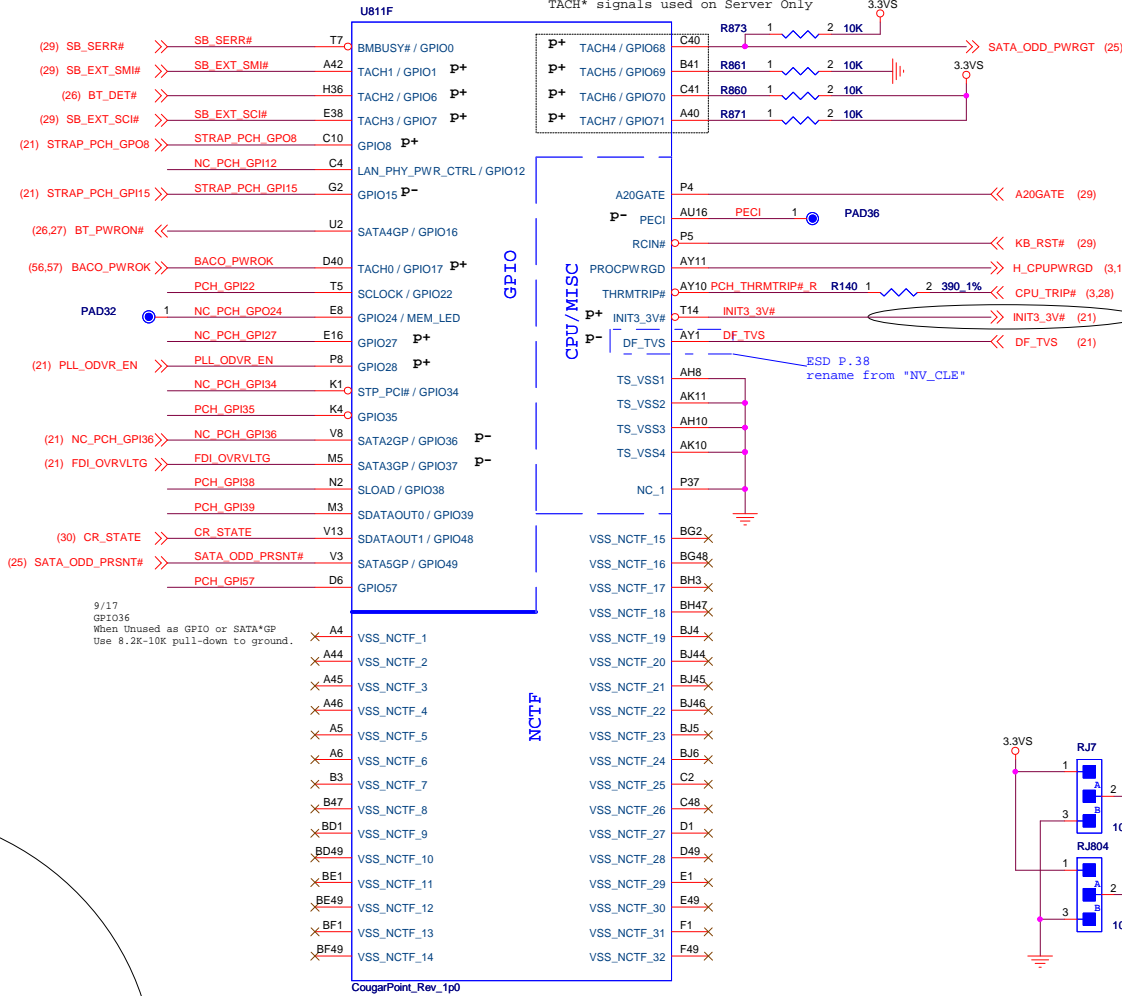 TACH* signals used on Server Only
U811F
(29) SB_SERR# SB_SERR# T7 BMBUSY# / GPIO0
(29) SB_EXT_SMI# SB_EXT_SMI# A42 TACH1 / GPIO1 p+
(26) BT_DET# H36 TACH2 / GPIO6 p+
(29) SB_EXT_SCI# SB_EXT_SCI# E38 TACH3 / GPIO7 p+
(21) STRAP_PCH_GPO8 STRAP_PCH_GPO8 C10 GPIO8 p+
NC_PCH_GPI12 C4 LAN_PHY_PWR_CTRL / GPIO12
(21) STRAP_PCH_GPI15 STRAP_PCH_GPI15 G2 GPIO15 p-
(26,27) BT_PWRON# U2 SATA4GP / GPIO16
(56,57) BACO_PWROK BACO_PWROK D40 TACH0 / GPIO17 p+
PCH_GPI22 T5 SCLOCK / GPIO22
PAD32 1 NC_PCH_GPO24 E8 GPIO24 / MEM_LED
NC_PCH_GPI27 E16 GPIO27 p+
(21) PLL_ODVR_EN PLL_ODVR_EN P8 GPIO28 p+
NC_PCH_GPI34 K1 STP_PCI# / GPIO34
PCH_GPI35 K4 GPIO35
(21) NC_PCH_GPI36 NC_PCH_GPI36 V8 SATA2GP / GPIO36 p-
(21) FDI_OVRVLTG FDI_OVRVLTG M5 SATA3GP / GPIO37 p-
PCH_GPI38 N2 SLOAD / GPIO38
PCH_GPI39 M3 SDATAOUT0 / GPIO39
(30) CR_STATE CR_STATE V13 SDATAOUT1 / GPIO48
(25) SATA_ODD_PRSNT# SATA_ODD_PRSNT# V3 SATA5GP / GPIO49
PCH_GPI57 D6 GPIO57
9/17
GPIO36
When Unused as GPIO or SATA*GP
Use 8.2K-10K pull-down to ground.
A4 VSS_NCTF_1
A44 VSS_NCTF_2
A45 VSS_NCTF_3
A46 VSS_NCTF_4
A5 VSS_NCTF_5
A6 VSS_NCTF_6
B3 VSS_NCTF_7
B47 VSS_NCTF_8
BD1 VSS_NCTF_9
BD49 VSS_NCTF_10
BE1 VSS_NCTF_11
BE49 VSS_NCTF_12
BF1 VSS_NCTF_13
BF49 VSS_NCTF_14
GPIO
CPU/MISC
NCTF
3.3VS
p+ TACH4 / GPIO68 C40 R873 1 2 10K SATA_ODD_PWRGT (25)
p+ TACH5 / GPIO69 B41 R861 1 2 10K
3.3VS
p+ TACH6 / GPIO70 C41 R860 1 2 10K
p+ TACH7 / GPIO71 A40 R871 1 2 10K
A20GATE P4 A20GATE (29)
p- PECI AU16 PECI 1 PAD36
RCIN# P5 KB_RST# (29)
PROCPWRGD AY11 H_CPUPWRGD (3,1
THRMTRIP# AY10 PCH_THRMTRIP#_R R140 1 2 390_1% CPU_TRIP# (3,28)
p+ INIT3_3V# T14 INIT3_3V# INIT3_3V# (21)
p- DF_TVS AY1 DF_TVS DF_TVS (21)
ESD P.38
rename from "NV_CLE"
TS_VSS1 AH8
TS_VSS2 AK11
TS_VSS3 AH10
TS_VSS4 AK10
NC_1 P37
VSS_NCTF_15 BG2
VSS_NCTF_16 BG48
VSS_NCTF_17 BH3
VSS_NCTF_18 BH47
VSS_NCTF_19 BJ4
VSS_NCTF_20 BJ44
VSS_NCTF_21 BJ45
VSS_NCTF_22 BJ46
VSS_NCTF_23 BJ5
VSS_NCTF_24 BJ6
VSS_NCTF_25 C2
VSS_NCTF_26 C48
VSS_NCTF_27 D1
VSS_NCTF_28 D49
VSS_NCTF_29 E1
VSS_NCTF_30 E49
VSS_NCTF_31 F1
VSS_NCTF_32 F49
3.3VS
RJ7
1
A 2
B
3
10
RJ804
1
A 2
B
3
10
CougarPoint_Rev_1p0